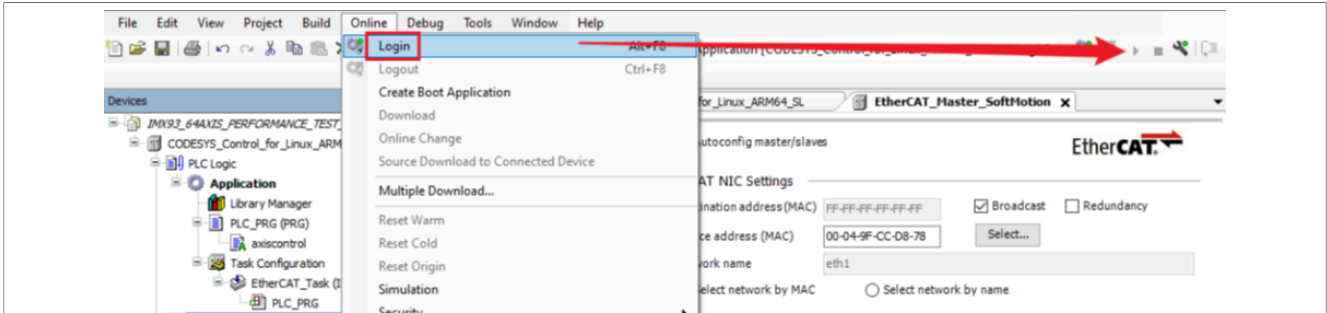 File Edit View Project Build Online Debug Tools Window Help
Login Alt+F8
Logout Ctrl+F8
Create Boot Application
Download
Online Change
Source Download to Connected Device
Multiple Download...
Reset Warm
Reset Cold
Reset Origin
Simulation
Security
Devices
IMX93_64AXIS_PERFORMANCE_TEST
CODESYS_Control_for_Linux_ARM
PLC Logic
Application
Library Manager
PLC_PRG (PRG)
axiscontrol
Task Configuration
EtherCAT_Task (I
PLC_PRG
for_Linux_ARM64_SL EtherCAT_Master_SoftMotion
utoconfig master/slaves
EtherCAT.
AT NIC Settings
ination address (MAC) FF-FF-FF-FF-FF-FF Broadcast Redundancy
ce address (MAC) 00-04-9F-CC-D8-78 Select...
work name eth1
elect network by MAC Select network by name